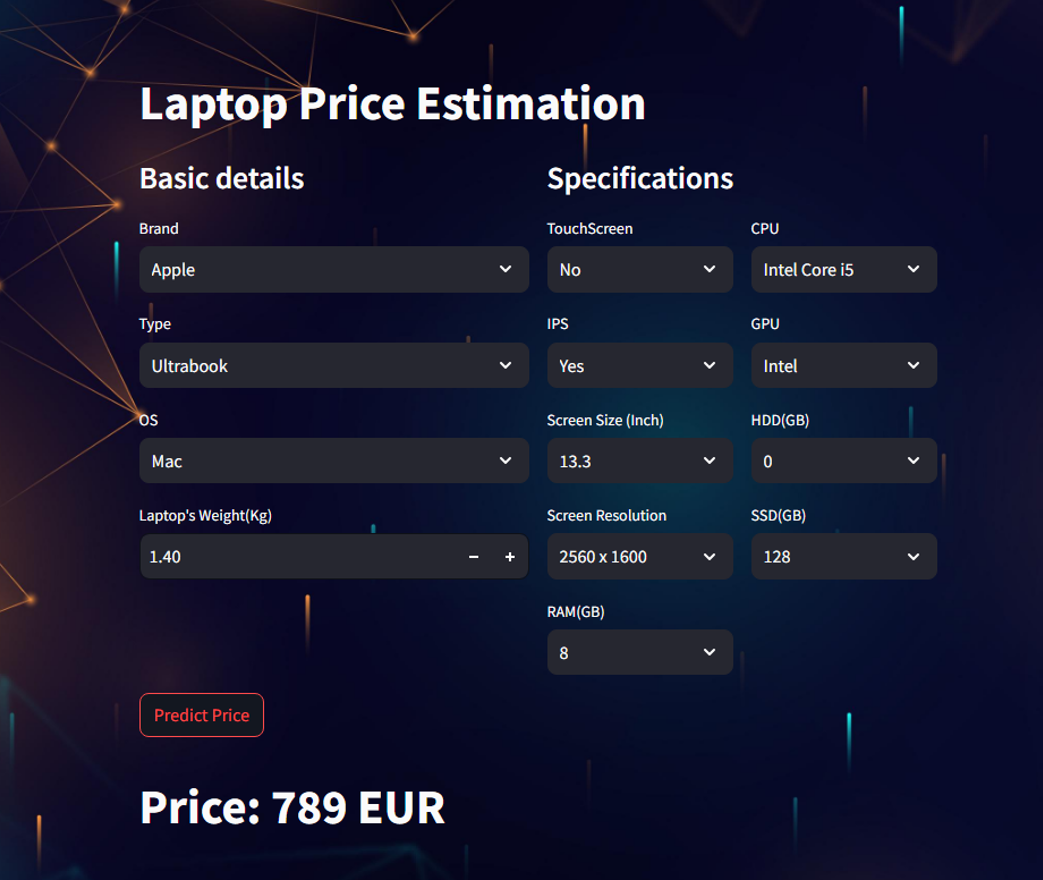 Laptop Price Estimation
Basic details
Brand
Apple
Type
Ultrabook
OS
Mac
Laptop's Weight(Kg)
1.40
Specifications
TouchScreen
No
IPS
Yes
Screen Size (Inch)
13.3
Screen Resolution
2560 x 1600
RAM(GB)
8
CPU
Intel Core i5
GPU
Intel
HDD(GB)
0
SSD(GB)
128
Predict Price
Price: 789 EUR